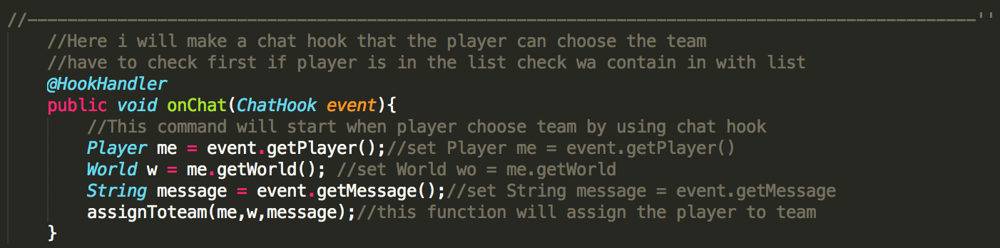 //———————————————————————————————————————————————————————————————————————————————————————————————''
//Here i will make a chat hook that the player can choose the team
//have to check first if player is in the list check wa contain in with list
@HookHandler
public void onChat(ChatHook event){
//This command will start when player choose team by using chat hook
Player me = event.getPlayer();//set Player me = event.getPlayer()
World w = me.getWorld(); //set World wo = me.getWorld
String message = event.getMessage();//set String message = event.getMessage
assignToteam(me,w,message);//this function will assign the player to team
}